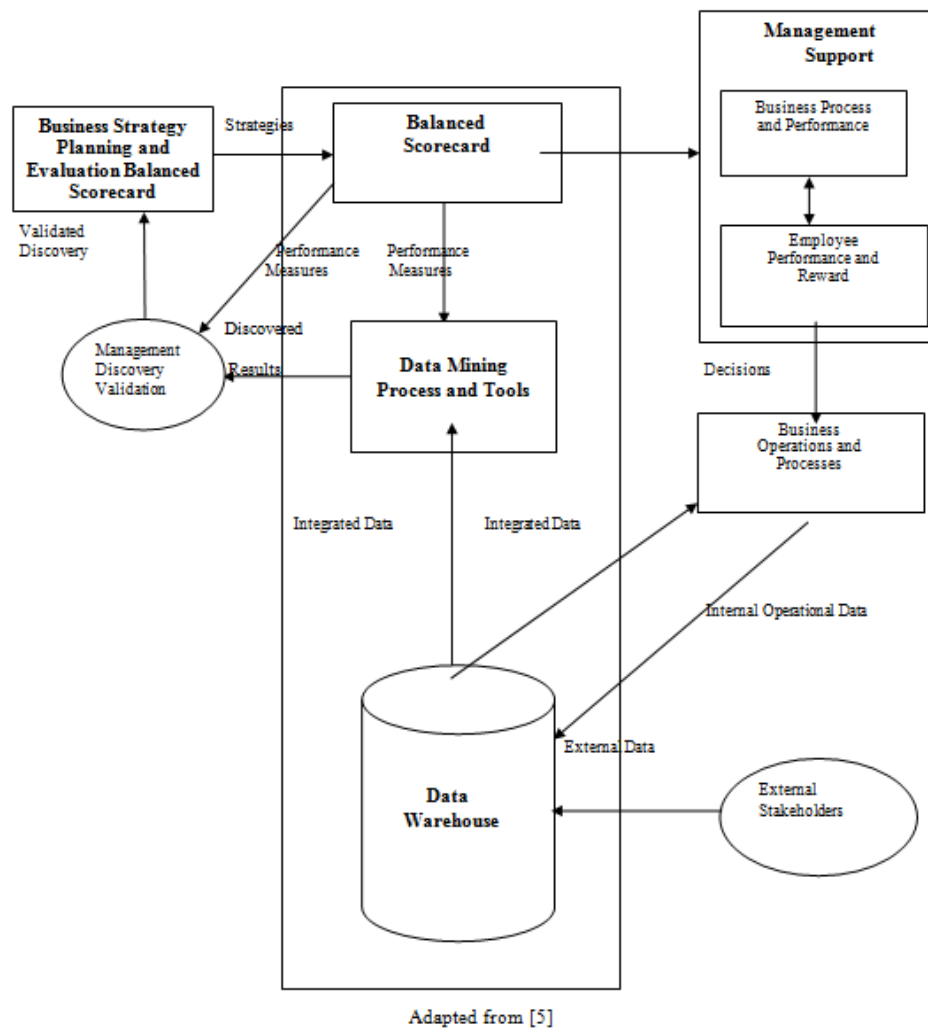 Management
Support
Business Process
and Performance
Business Strategy
Planning and
Evaluation Balanced
Scorecard
Strategies
Balanced
Scorecard
Validated
Discovery
Performance
Measures
Performance
Measures
Employee
Performance and
Reward
Discovered
Results
Management
Discovery
Validation
Data Mining
Process and Tools
Decisions
Business
Operations and
Processes
Integrated Data
Integrated Data
Internal Operational Data
External Data
Data
Warehouse
External
Stakeholders
Adapted from [5]